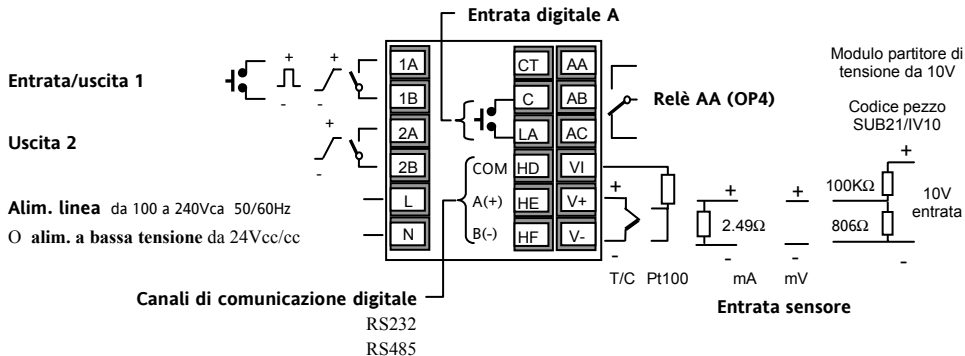 Entrata digitale A
Entrata/uscita 1
+
-
+
-
1A
1B
CT
AA
C
AB
Relè AA (OP4)
Modulo partitore di
tensione da 10V
Codice pezzo
SUB21/IV10
Uscita 2
+
-
2A
2B
LA
AC
COM
HD
VI
Alim. linea da 100 a 240Vca 50/60Hz
O alim. a bassa tensione da 24Vcc/cc
L
N
A(+)
HE
V+
B(-)
HF
V-
+
-
T/C
Pt100
+
2.49Ω
-
mA
+
-
mV
+
100KΩ
806Ω
-
10V
entrata
Entrata sensore
Canali di comunicazione digitale
RS232
RS485